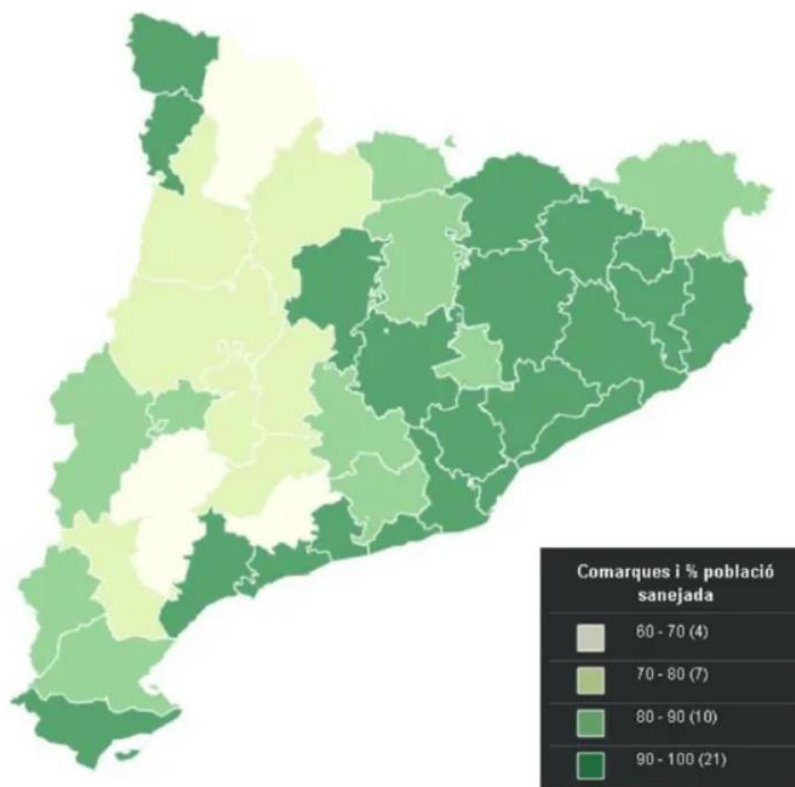 Comarques i % població
sanejada
60 - 70 (4)
70 - 80 (7)
80 - 90 (10)
90 - 100 (21)